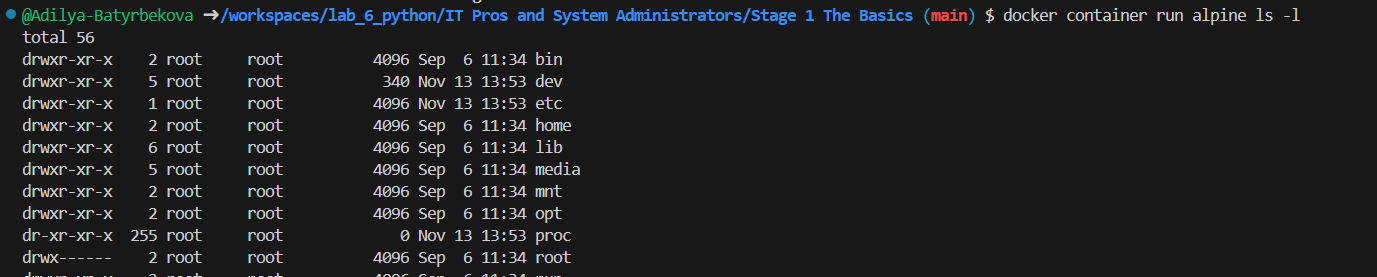 @Adilya-Batyrbekova →/workspaces/lab_6_python/IT Pros and System Administrators/Stage 1 The Basics (main) $ docker container run alpine ls -l
total 56
drwxr-xr-x    2 root     root          4096 Sep  6 11:34 bin
drwxr-xr-x    5 root     root           340 Nov 13 13:53 dev
drwxr-xr-x    1 root     root          4096 Nov 13 13:53 etc
drwxr-xr-x    2 root     root          4096 Sep  6 11:34 home
drwxr-xr-x    6 root     root          4096 Sep  6 11:34 lib
drwxr-xr-x    5 root     root          4096 Sep  6 11:34 media
drwxr-xr-x    2 root     root          4096 Sep  6 11:34 mnt
drwxr-xr-x    2 root     root          4096 Sep  6 11:34 opt
dr-xr-xr-x  255 root     root             0 Nov 13 13:53 proc
drwx------    2 root     root          4096 Sep  6 11:34 root